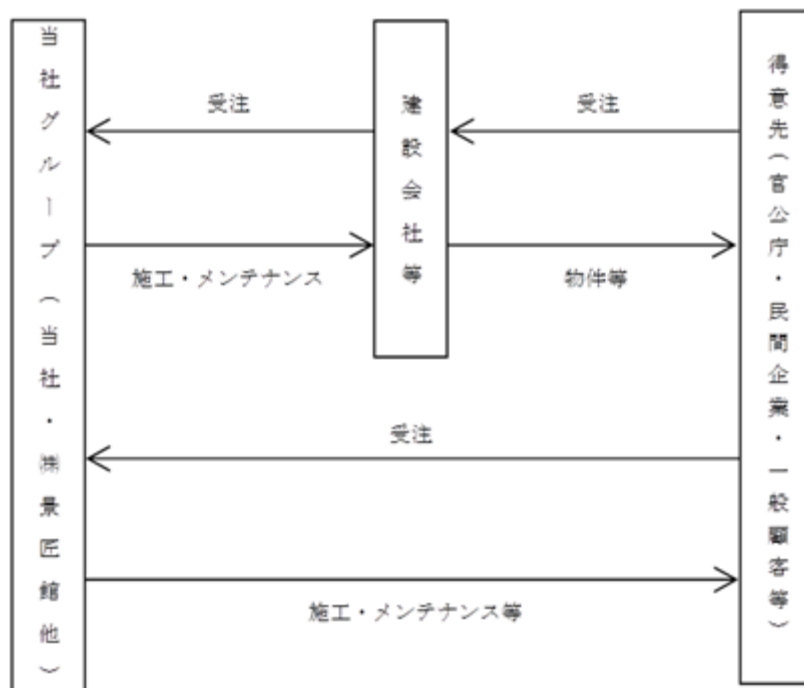 当社グループ（当社・㈱景匠館他）
受注
建設会社等
受注
得意先（官公庁・民間企業・一般顧客等）
施工・メンテナンス
物件等
受注
施工・メンテナンス等